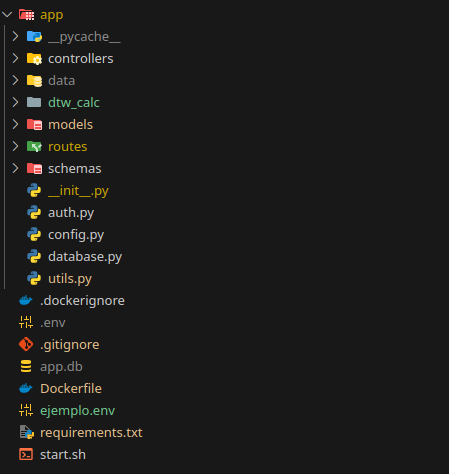 app
__pycache__
controllers
data
dtw_calc
models
routes
schemas
__init__.py
auth.py
config.py
database.py
utils.py
.dockerignore
.env
.gitignore
app.db
Dockerfile
ejemplo.env
requirements.txt
start.sh